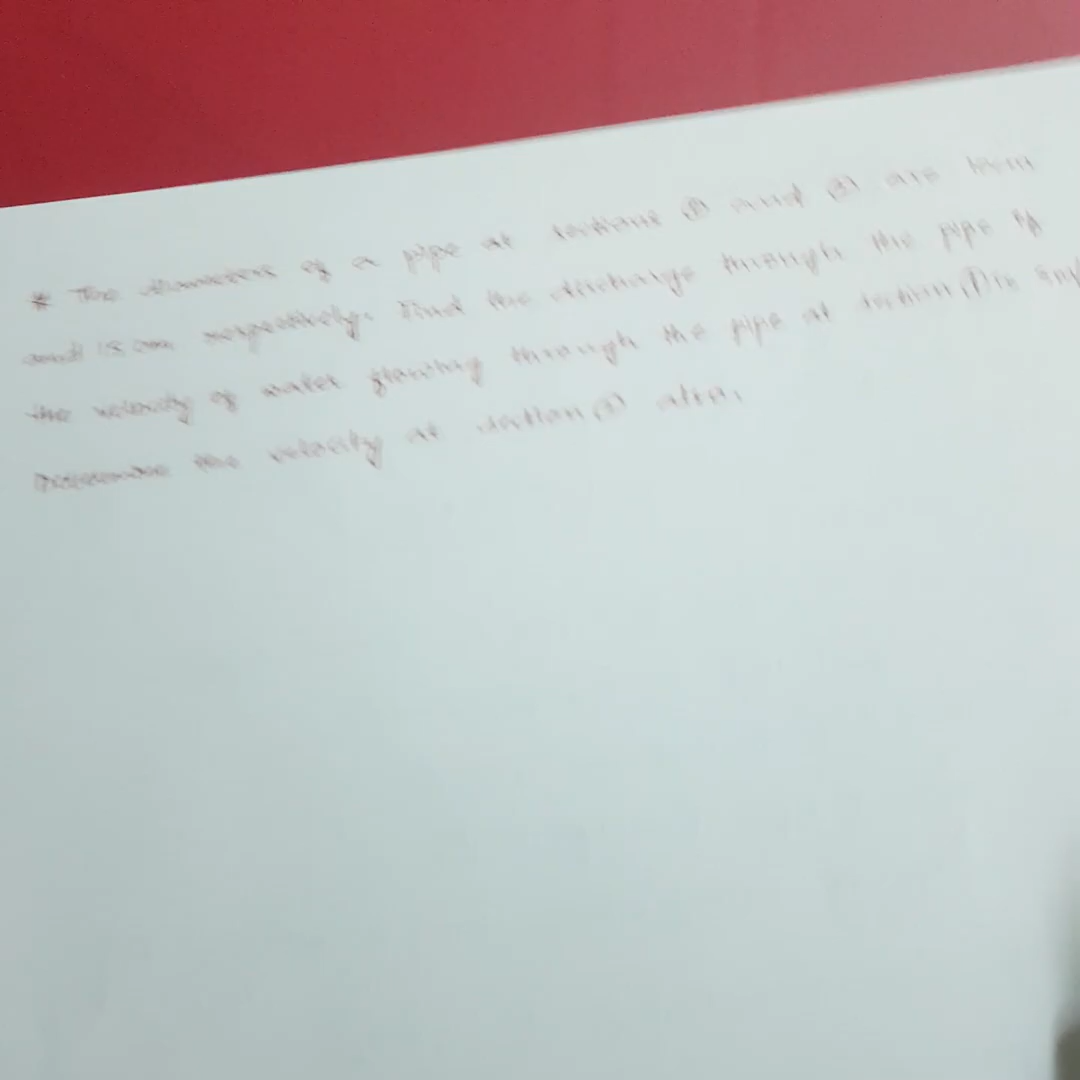 * The diameters of a pipe at sections ① and ② are
and 15 cm respectively. Find the discharge through the pipe if
the velocity of water flowing through the pipe at section ① is
Determine the velocity at section ② also.